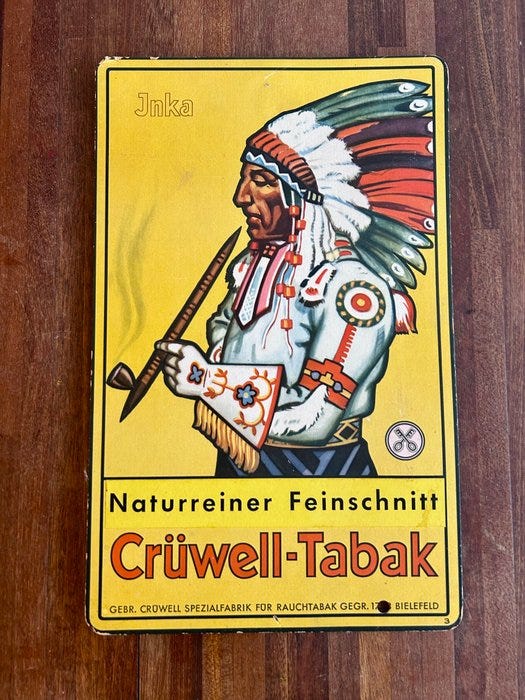 Jnka
Naturreiner Feinschnitt
Crüwell-Tabak
GEBR. CRÜWELL SPEZIALFABRIK FÜR RAUCHTABAK GEGR. BIELEFELD
3